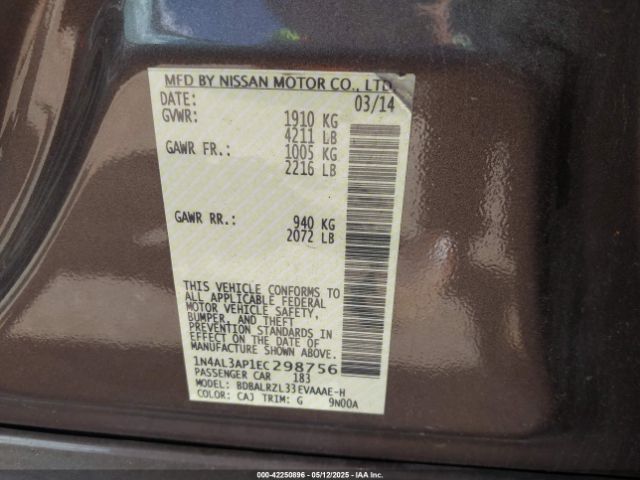 MFD BY NISSAN MOTOR CO., LTD.
DATE: 03/14
GVWR: 1910 KG
4211 LB
GAWR FR.: 1005 KG
2216 LB
GAWR RR.: 940 KG
2072 LB
THIS VEHICLE CONFORMS TO
ALL APPLICABLE FEDERAL
MOTOR VEHICLE SAFETY,
BUMPER, AND THEFT
PREVENTION STANDARDS IN
EFFECT ON THE DATE OF
MANUFACTURE SHOWN ABOVE.
1N4AL3AP1EC298756
PASSENGER CAR 183
MODEL: BDBALRZL33EVAAAE-H
COLOR: CAJ TRIM: G 9N00A
000-42250896 - 05/12/2025 - IAA Inc.